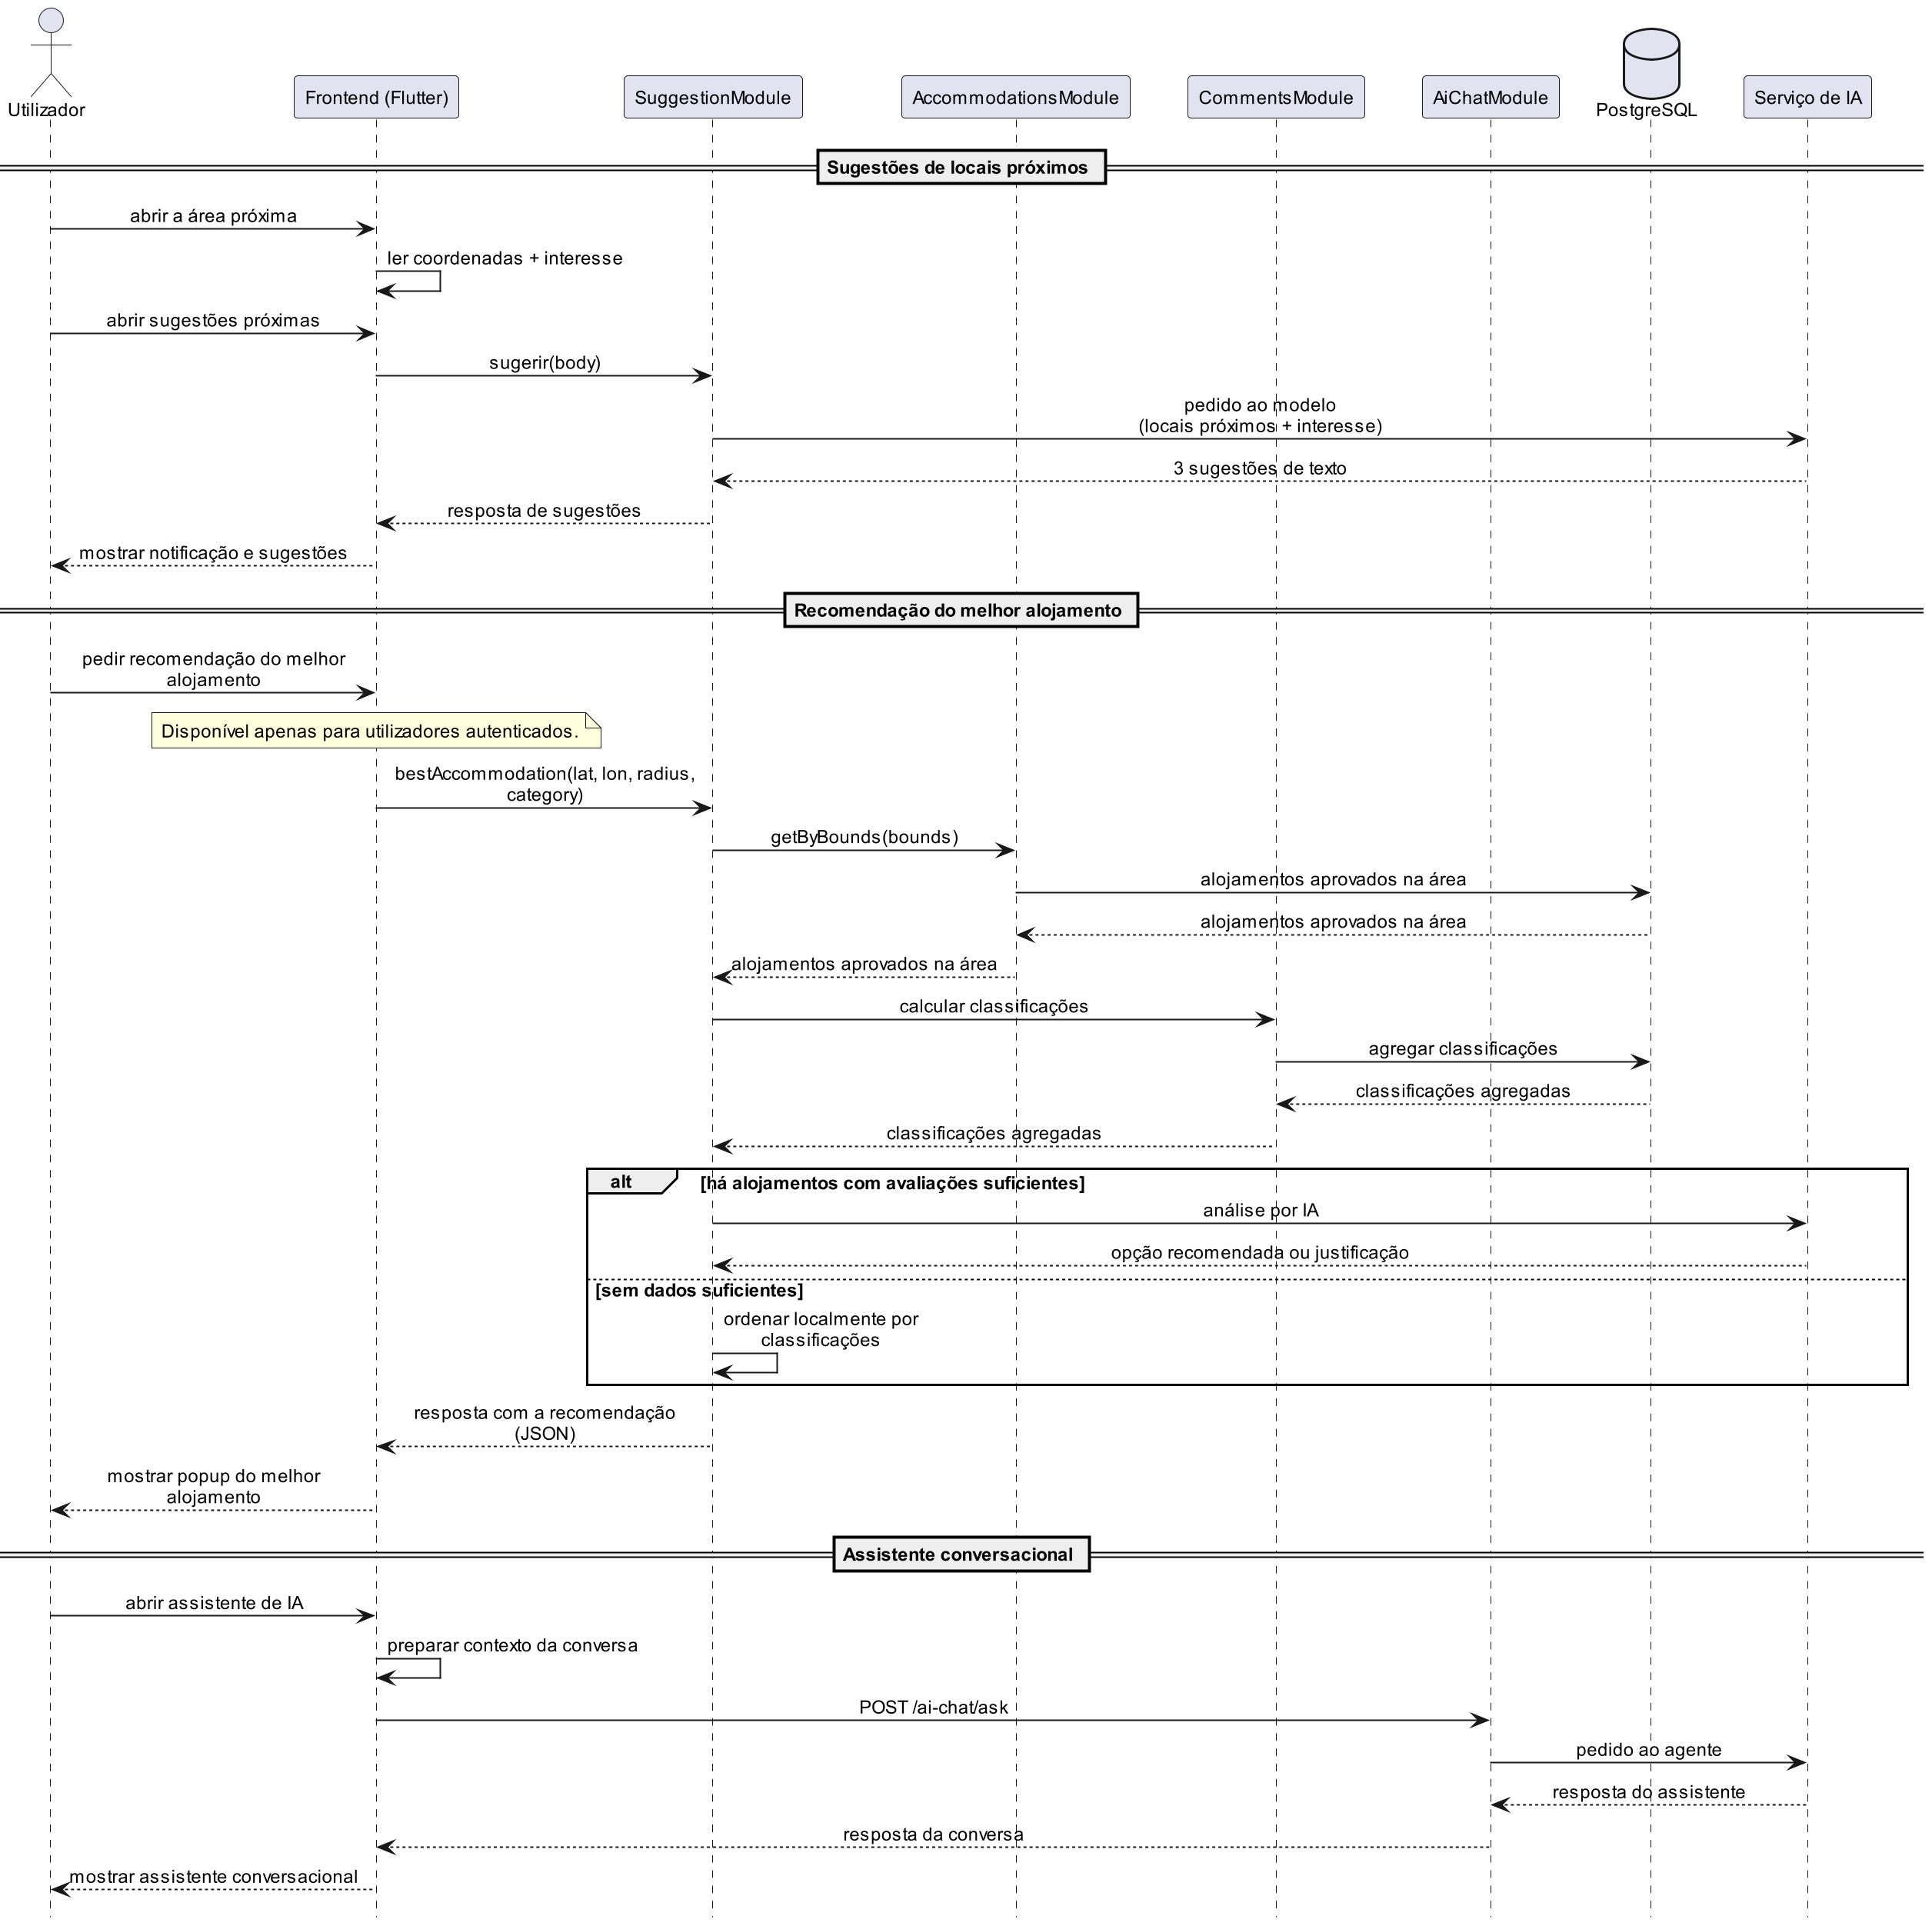 Utilizador
Frontend (Flutter)
SuggestionModule
AccommodationsModule
CommentsModule
AiChatModule
PostgreSQL
Serviço de IA
Sugestões de locais próximos
abrir a área próxima
ler coordenadas + interesse
abrir sugestões próximas
sugerir(body)
pedido ao modelo
(locais próximos + interesse)
3 sugestões de texto
resposta de sugestões
mostrar notificação e sugestões
Recomendação do melhor alojamento
pedir recomendação do melhor
alojamento
Disponível apenas para utilizadores autenticados.
bestAccommodation(lat, lon, radius,
category)
getByBounds(bounds)
alojamentos aprovados na área
alojamentos aprovados na área
alojamentos aprovados na área
calcular classificações
agregar classificações
classificações agregadas
classificações agregadas
alt
[há alojamentos com avaliações suficientes]
análise por IA
opção recomendada ou justificação
[sem dados suficientes]
ordenar localmente por
classificações
resposta com a recomendação
(JSON)
mostrar popup do melhor
alojamento
Assistente conversacional
abrir assistente de IA
preparar contexto da conversa
POST /ai-chat/ask
pedido ao agente
resposta do assistente
resposta da conversa
mostrar assistente conversacional